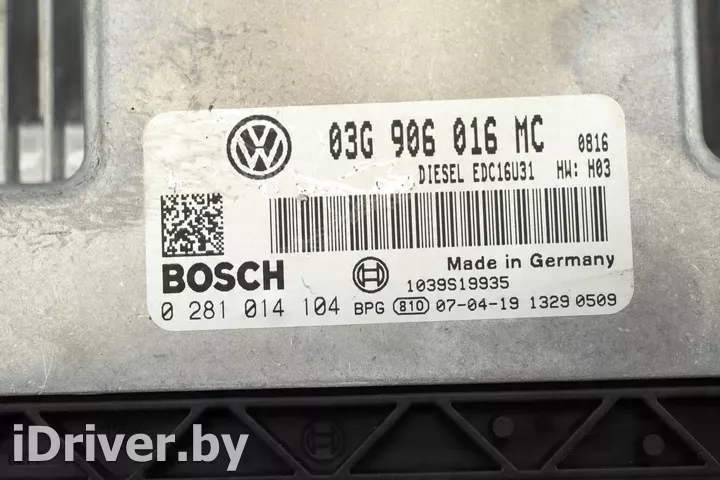 03G 906 016 MC 0816
DIESEL EDC16U31 HW: H03
BOSCH
Made in Germany
1039S19935
0 281 014 104 BPG 810 07-04-19 1329 0509
iDriver.by